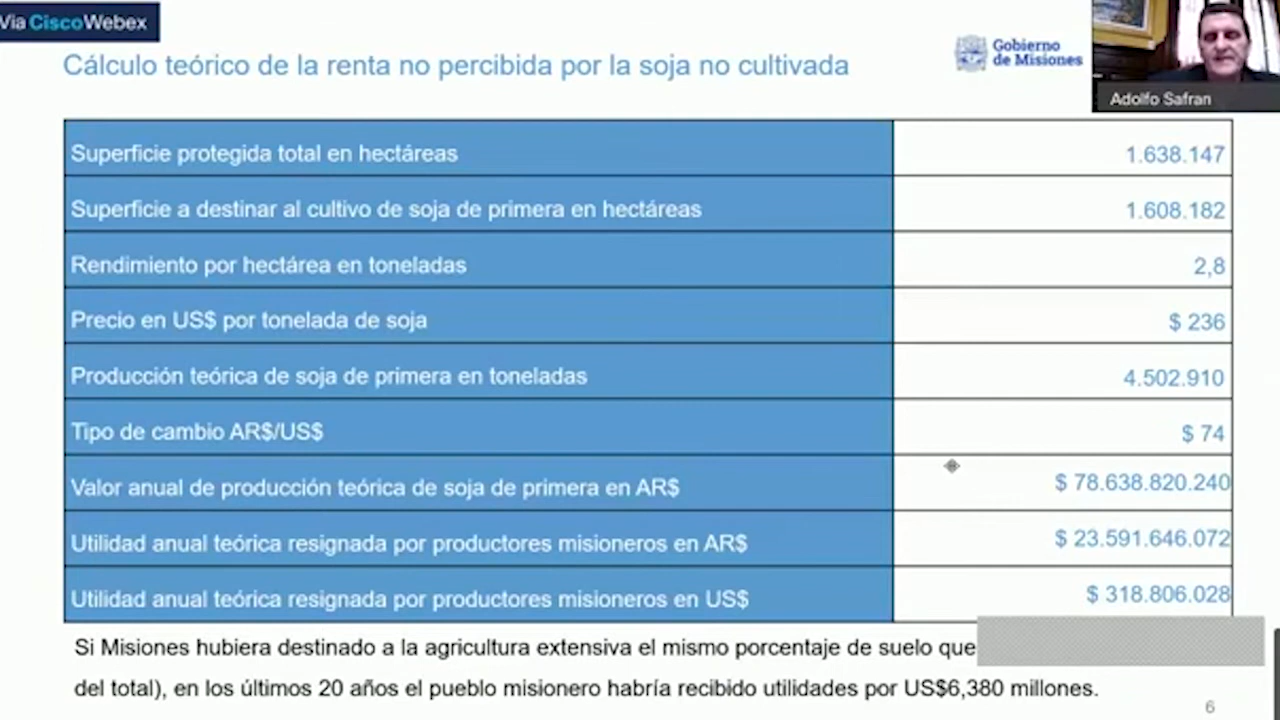 Vía CiscoWebex
Cálculo teórico de la renta no percibida por la soja no cultivada
Gobierno
de Misiones
Adolfo Safran
Superficie protegida total en hectáreas 1.638.147
Superficie a destinar al cultivo de soja de primera en hectáreas 1.608.182
Rendimiento por hectárea en toneladas 2,8
Precio en US$ por tonelada de soja $ 236
Producción teórica de soja de primera en toneladas 4.502.910
Tipo de cambio AR$/US$ $ 74
Valor anual de producción teórica de soja de primera en AR$ $ 78.638.820.240
Utilidad anual teórica resignada por productores misioneros en AR$ $ 23.591.646.072
Utilidad anual teórica resignada por productores misioneros en US$ $ 318.806.028
Si Misiones hubiera destinado a la agricultura extensiva el mismo porcentaje de suelo que
del total), en los últimos 20 años el pueblo misionero habría recibido utilidades por US$6,380 millones.
6